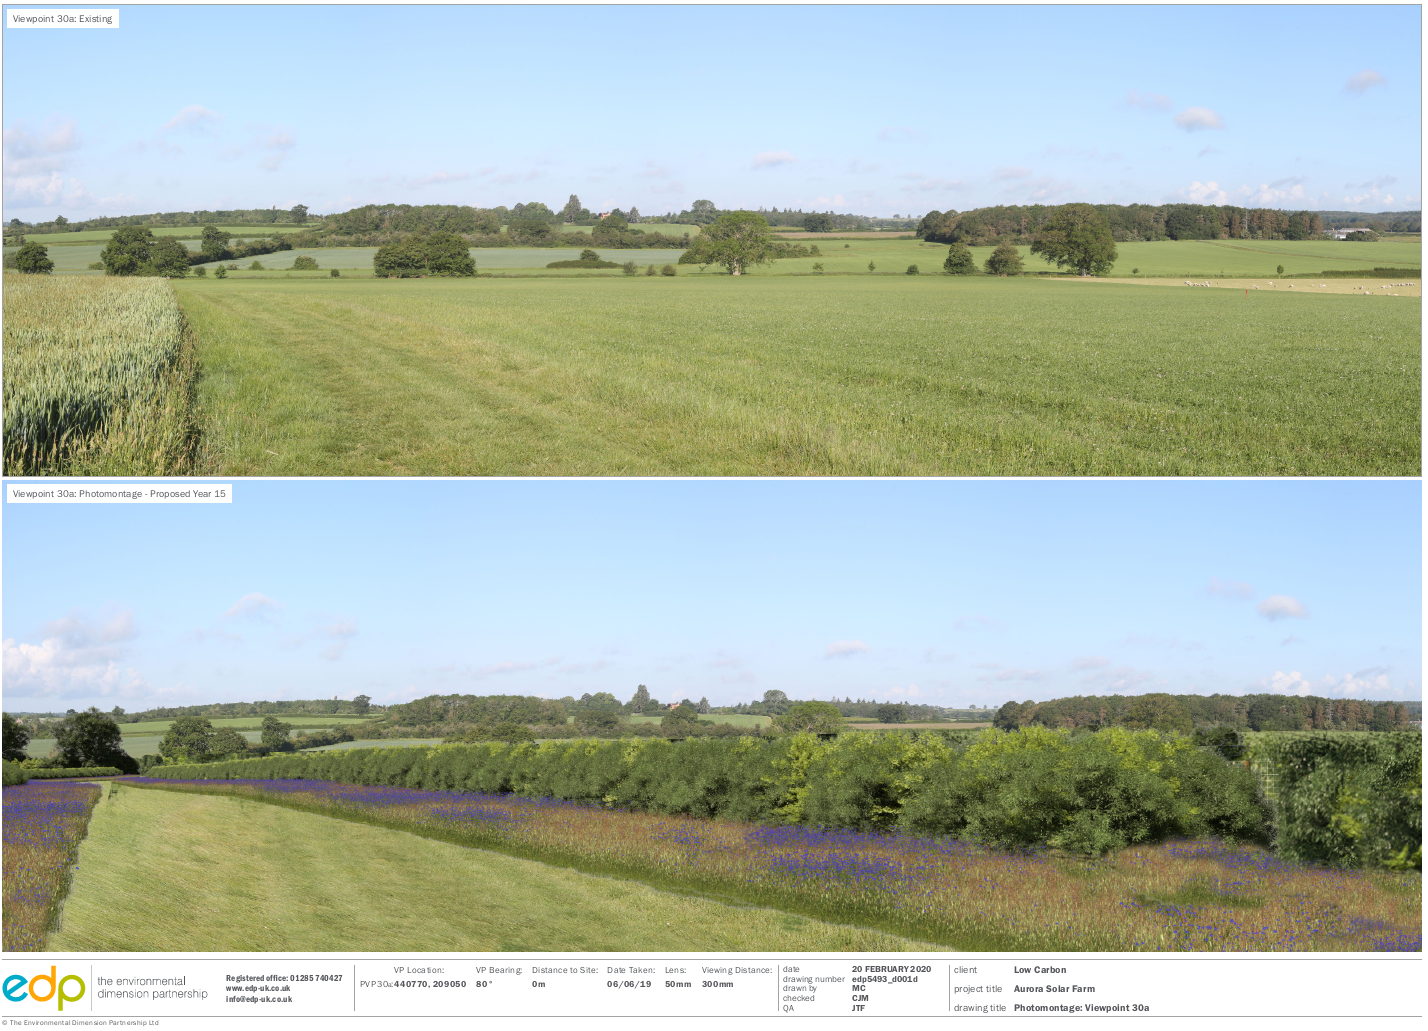 Viewpoint 30a: Existing
Viewpoint 30a: Photomontage - Proposed Year 15
edp
the environmental
dimension partnership
Registered office: 01285 740427
www.edp-uk.co.uk
info@edp-uk.co.uk
VP Location: VP Bearing: Distance to Site: Date Taken: Lens: Viewing Distance:
PVP30a: 440770, 209050 80° 0m 06/06/19 50mm 300mm
date 20 FEBRUARY 2020
drawing number edp5493_d001d
drawn by MC
checked CJM
QA JTF
client Low Carbon
project title Aurora Solar Farm
drawing title Photomontage: Viewpoint 30a
© The Environmental Dimension Partnership Ltd